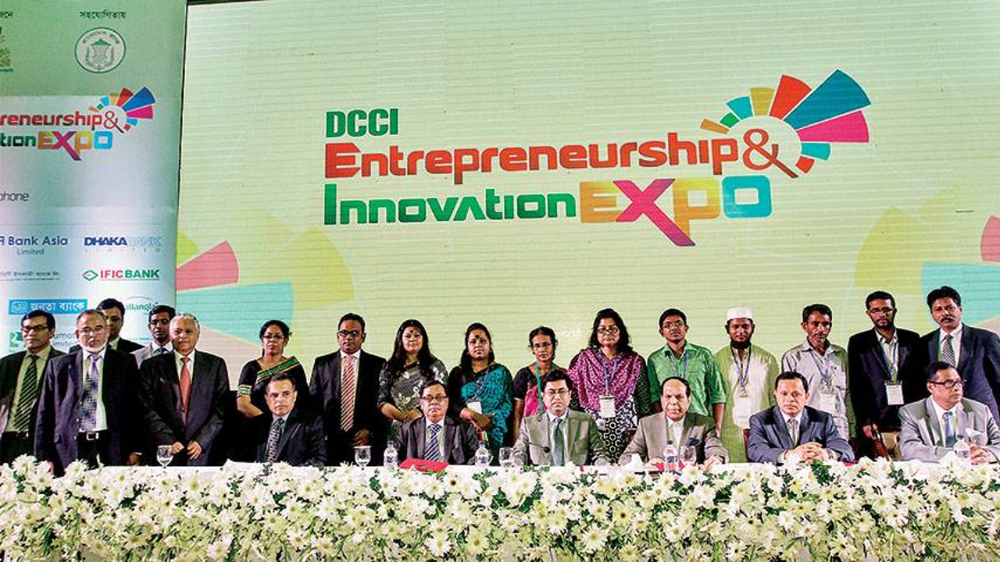 সহযোগিতায়
reneurship &
tion EXPO
phone
Bank Asia
Limited
DHAKA BANK
LIMITED
IFIC BANK
জনতা ব্যাংক
DCCI
Entrepreneurship &
Innovation EXPO